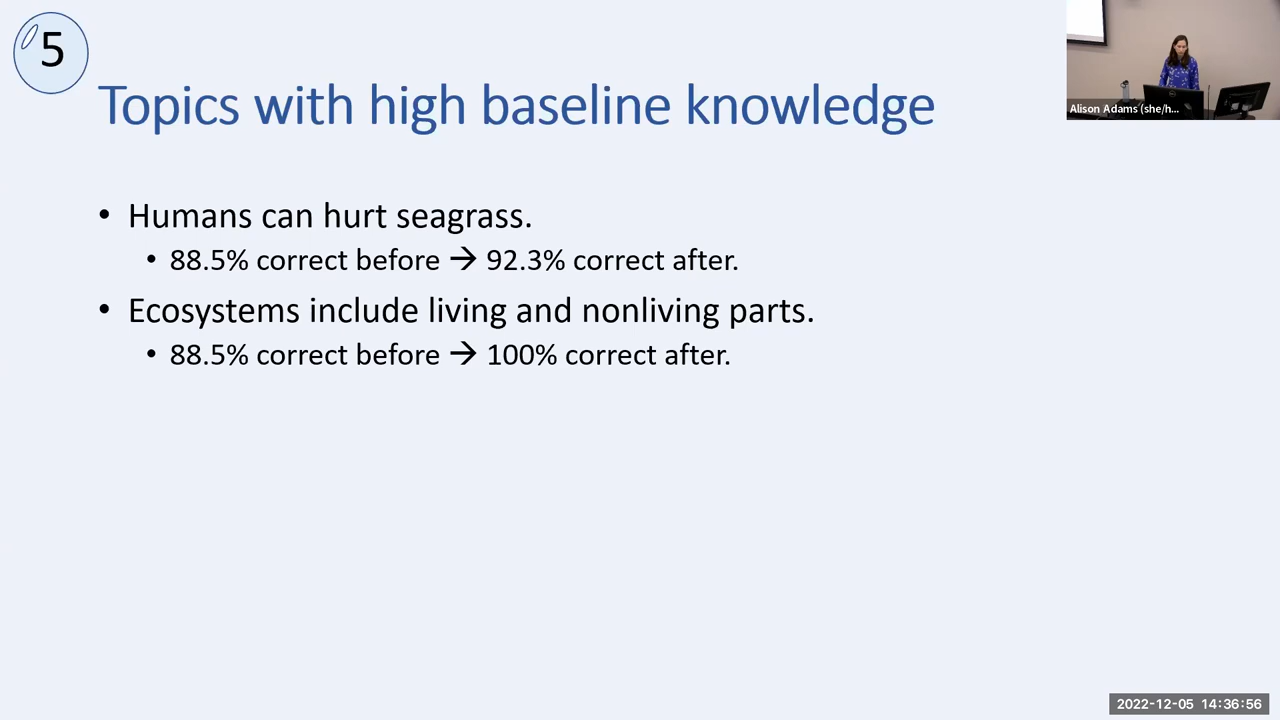 5
Topics with high baseline knowledge
Alison Adams (she/h...
• Humans can hurt seagrass.
• 88.5% correct before → 92.3% correct after.
• Ecosystems include living and nonliving parts.
• 88.5% correct before → 100% correct after.
2022-12-05 14:36:56